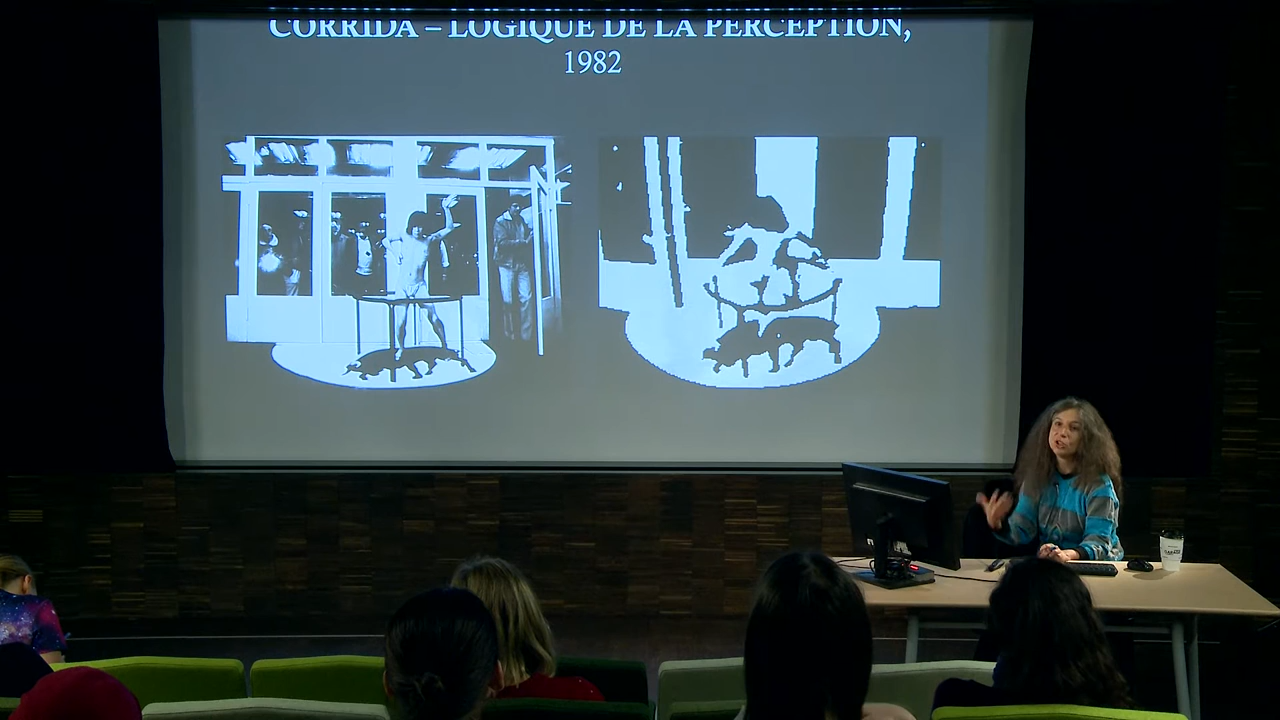 CORRIDA – LOGIQUE DE LA PERCEPTION,
1982